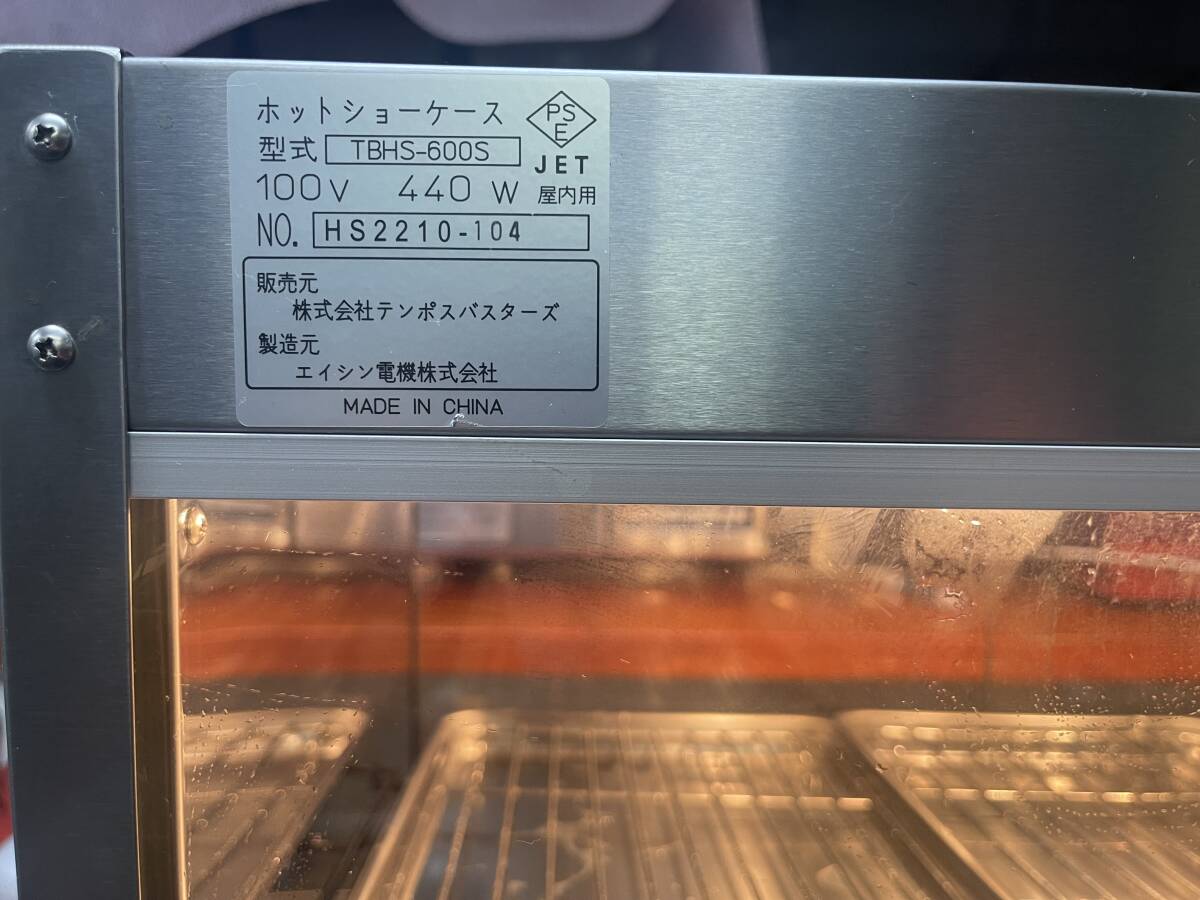 ホットショーケース
PS
E
JET
型式 TBHS-600S
100V 440 W 屋内用
NO. HS2210-104
販売元
株式会社テンポスバスターズ
製造元
エイシン電機株式会社
MADE IN CHINA